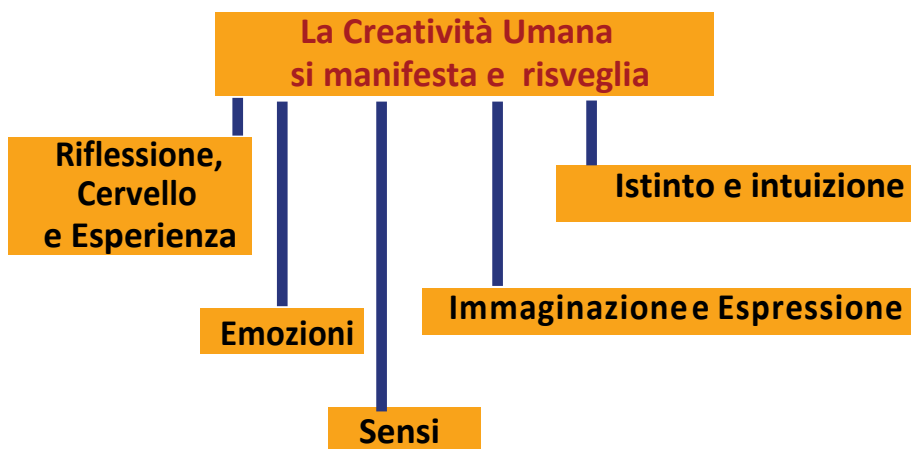 La Creatività Umana
si manifesta e risveglia
Riflessione,
Cervello
e Esperienza
Istinto e intuizione
Emozioni
Immaginazione e Espressione
Sensi